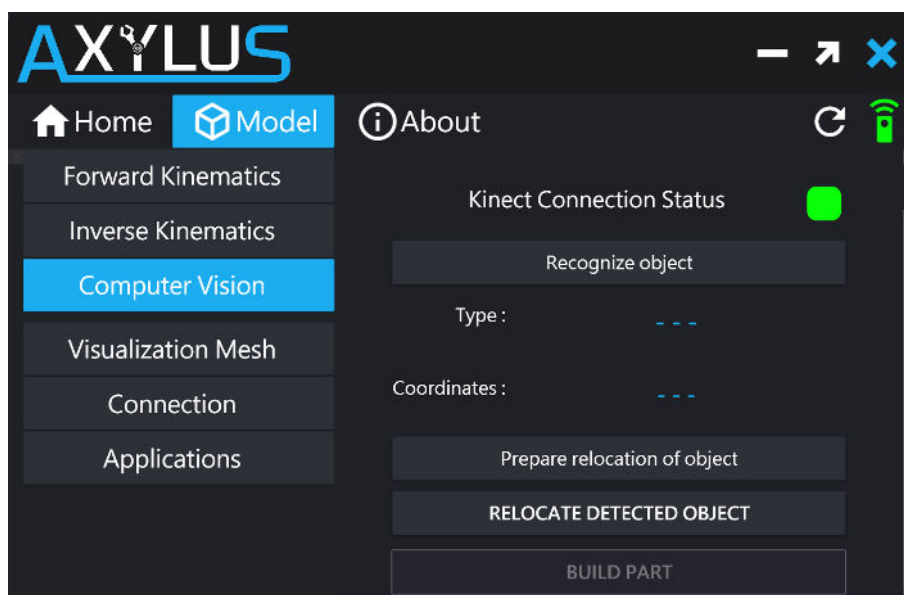 AXYLUS
Home
Model
About
Forward Kinematics
Inverse Kinematics
Computer Vision
Visualization Mesh
Connection
Applications
Kinect Connection Status
Recognize object
Type :
- - -
Coordinates :
- - -
Prepare relocation of object
RELOCATE DETECTED OBJECT
BUILD PART